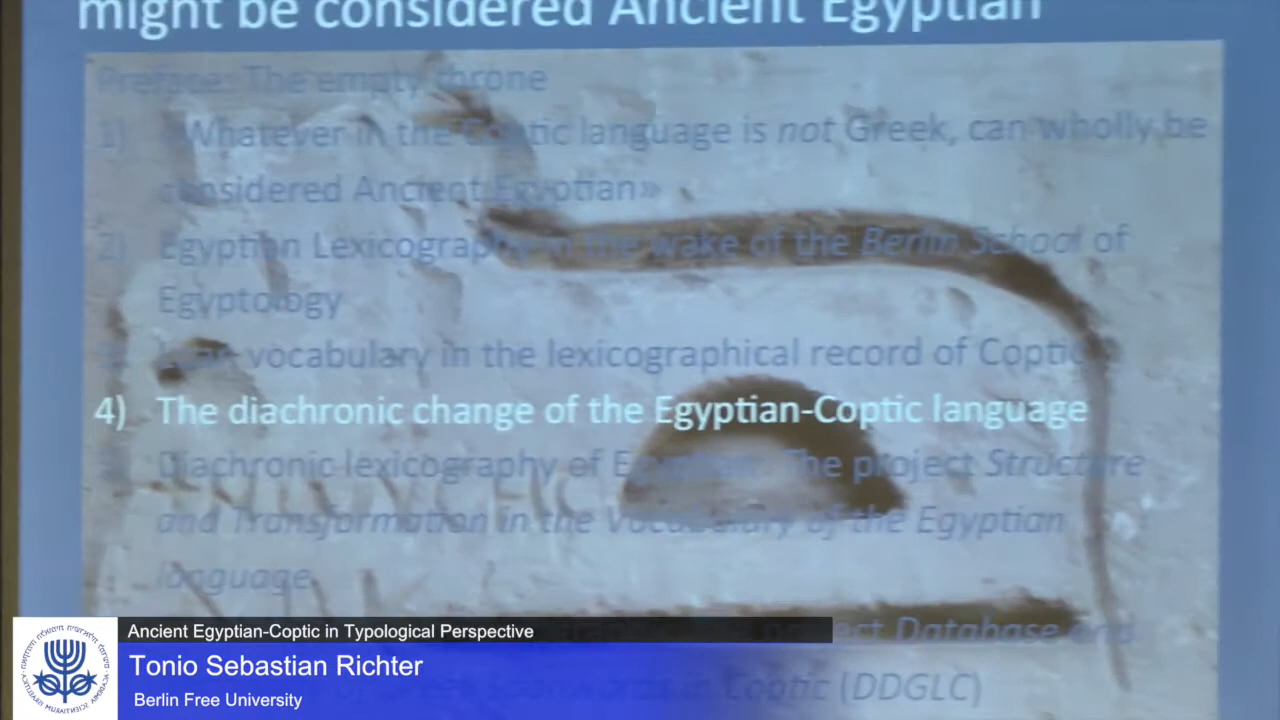 might be considered Ancient Egyptian
Preface: The empty throne
1) «Whatever in the Coptic language is not Greek, can wholly be
considered Ancient Egyptian»
2) Egyptian Lexicography in the wake of the Berlin School of
Egyptology
3) Loan vocabulary in the lexicographical record of Coptic
4) The diachronic change of the Egyptian-Coptic language
Diachronic lexicography of Egyptian: The project Structure
and Transformation in the Vocabulary of the Egyptian
language
Database and
Coptic (DDGLC)
Ancient Egyptian-Coptic in Typological Perspective
Tonio Sebastian Richter
Berlin Free University